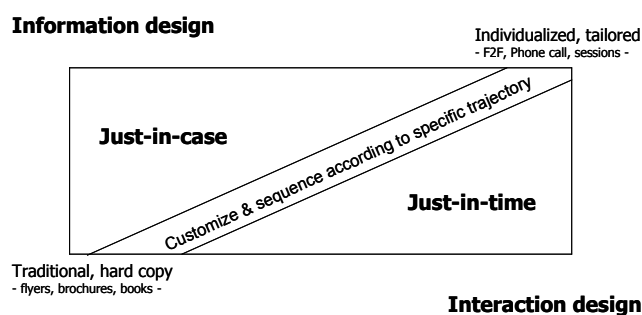 Information design
Individualized, tailored
- F2F, Phone call, sessions -
Just-in-case
Customize & sequence according to specific trajectory
Just-in-time
Traditional, hard copy
- flyers, brochures, books -
Interaction design